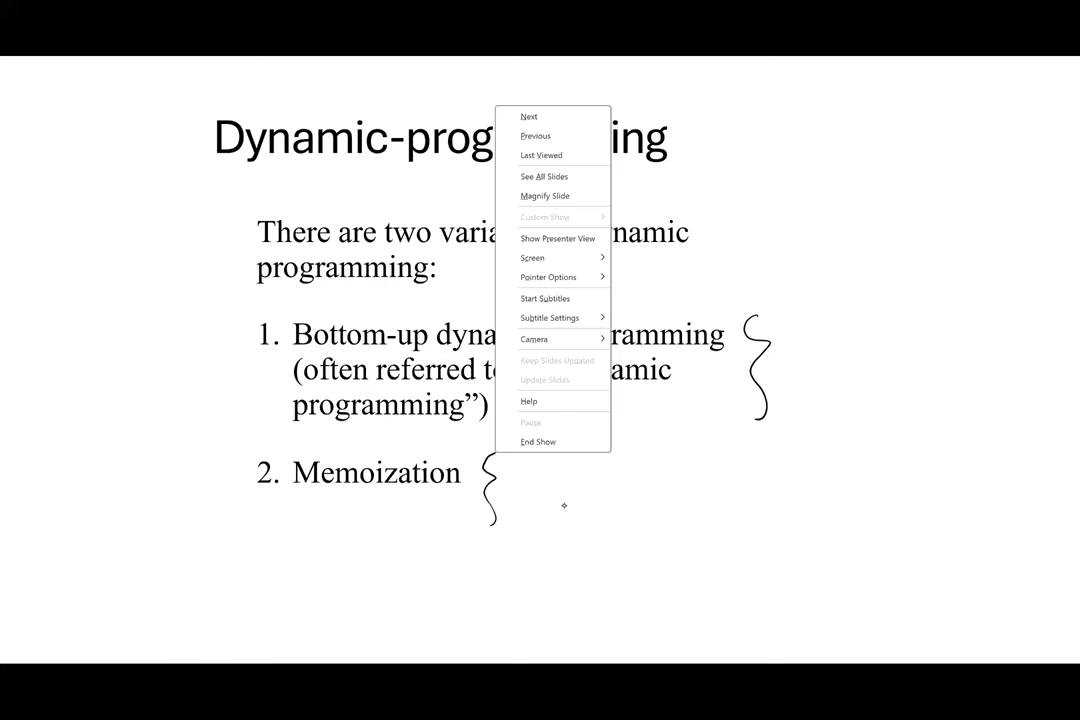 Dynamic-prog ing
There are two varia namic
programming:
1. Bottom-up dyna ramming
(often referred t amic
programming”)
2. Memoization
Next
Previous
Last Viewed
See All Slides
Magnify Slide
Custom Show
Show Presenter View
Screen
Pointer Options
Start Subtitles
Subtitle Settings
Camera
Keep Slides Updated
Update Slides
Help
Pause
End Show